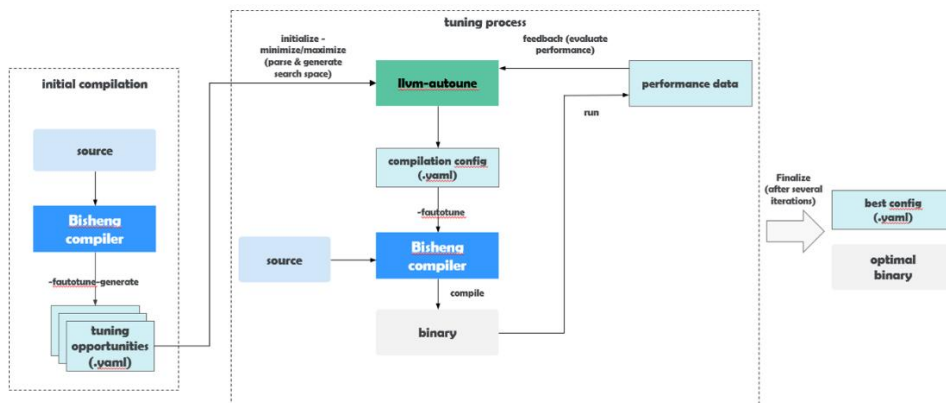 initial compilation
source
Bisheng
compiler
-fautotune-generate
tuning
opportunities
(.yaml)
tuning process
initialize -
minimize/maximize
(parse & generate
search space)
feedback (evaluate
performance)
llvm-autoune
performance data
run
compilation config
(.yaml)
-fautotune
source
Bisheng
compiler
compile
binary
Finalize
(after several
iterations)
best config
(.yaml)
optimal
binary